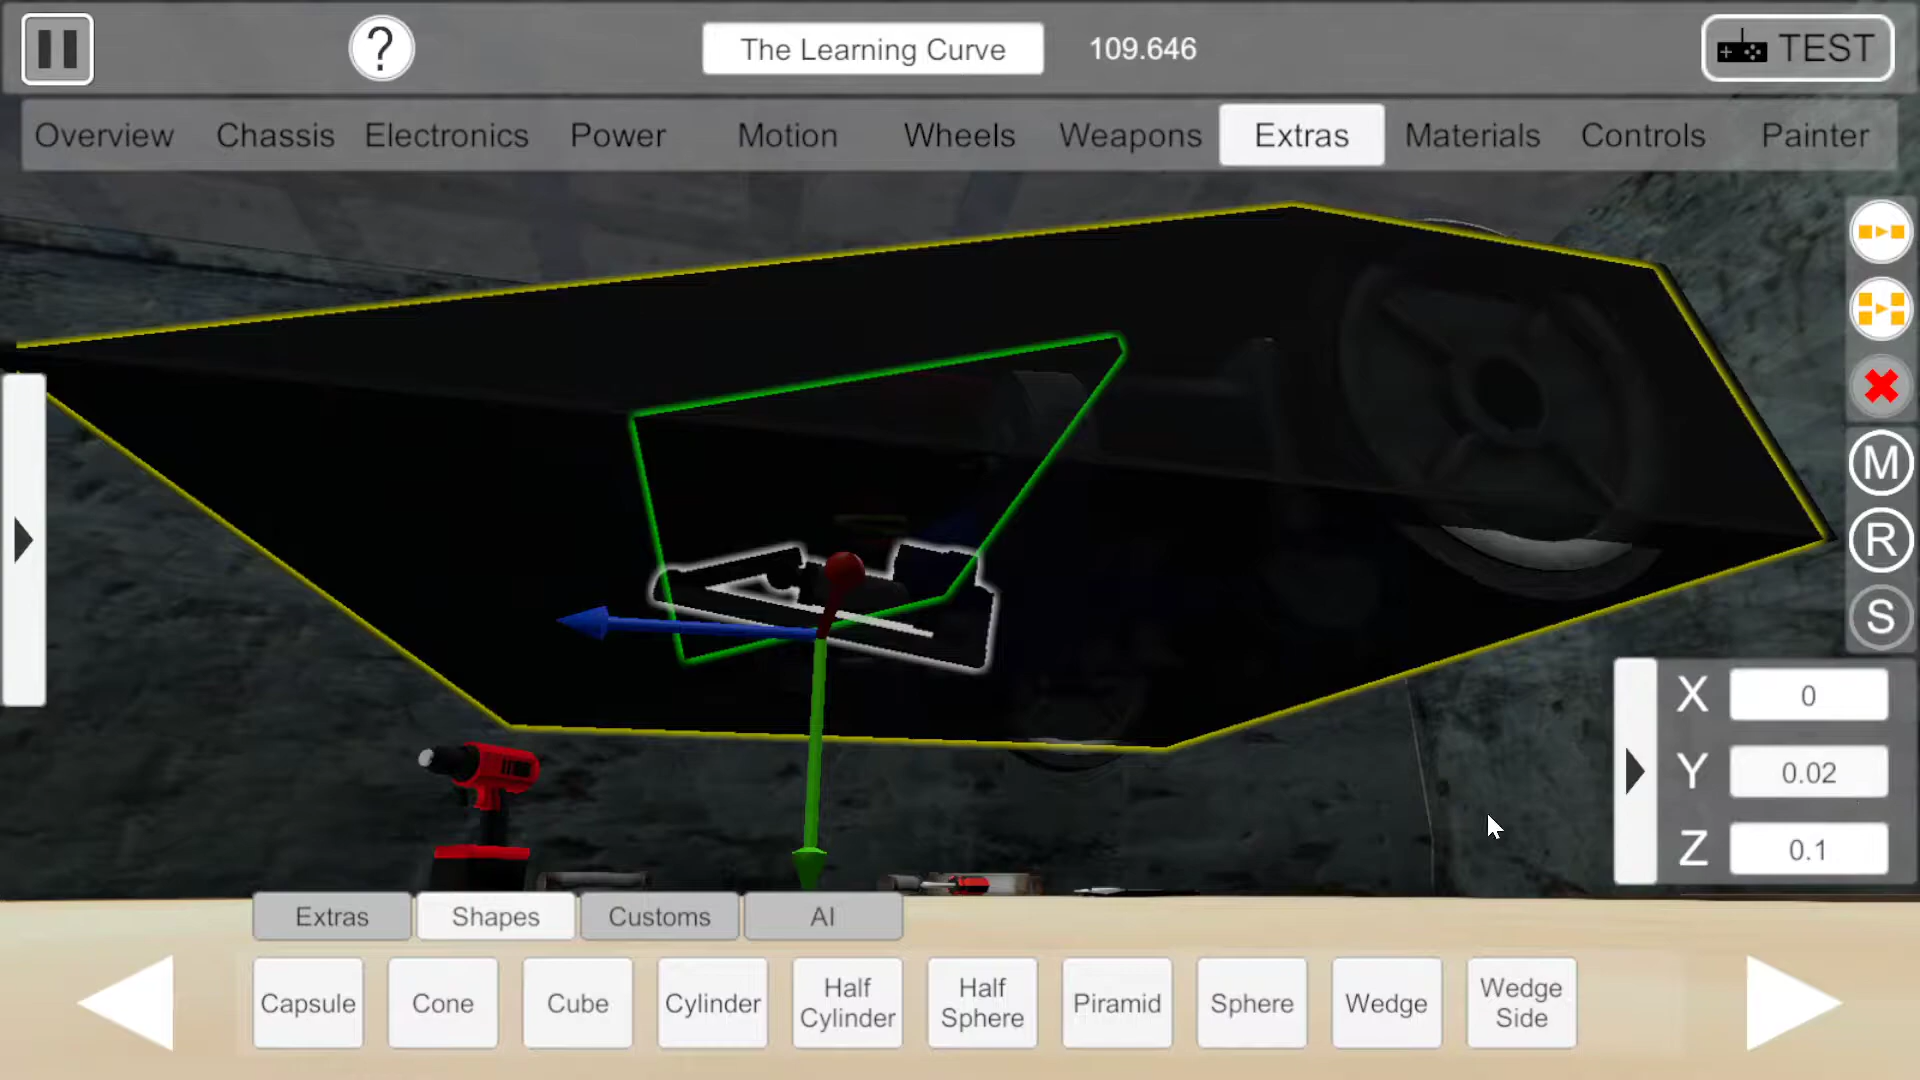 ?
The Learning Curve
109.646
TEST
Overview
Chassis
Electronics
Power
Motion
Wheels
Weapons
Extras
Materials
Controls
Painter
M
R
S
X
0
Y
0.02
Z
0.1
Extras
Shapes
Customs
AI
Capsule
Cone
Cube
Cylinder
Half
Cylinder
Half
Sphere
Piramid
Sphere
Wedge
Wedge
Side